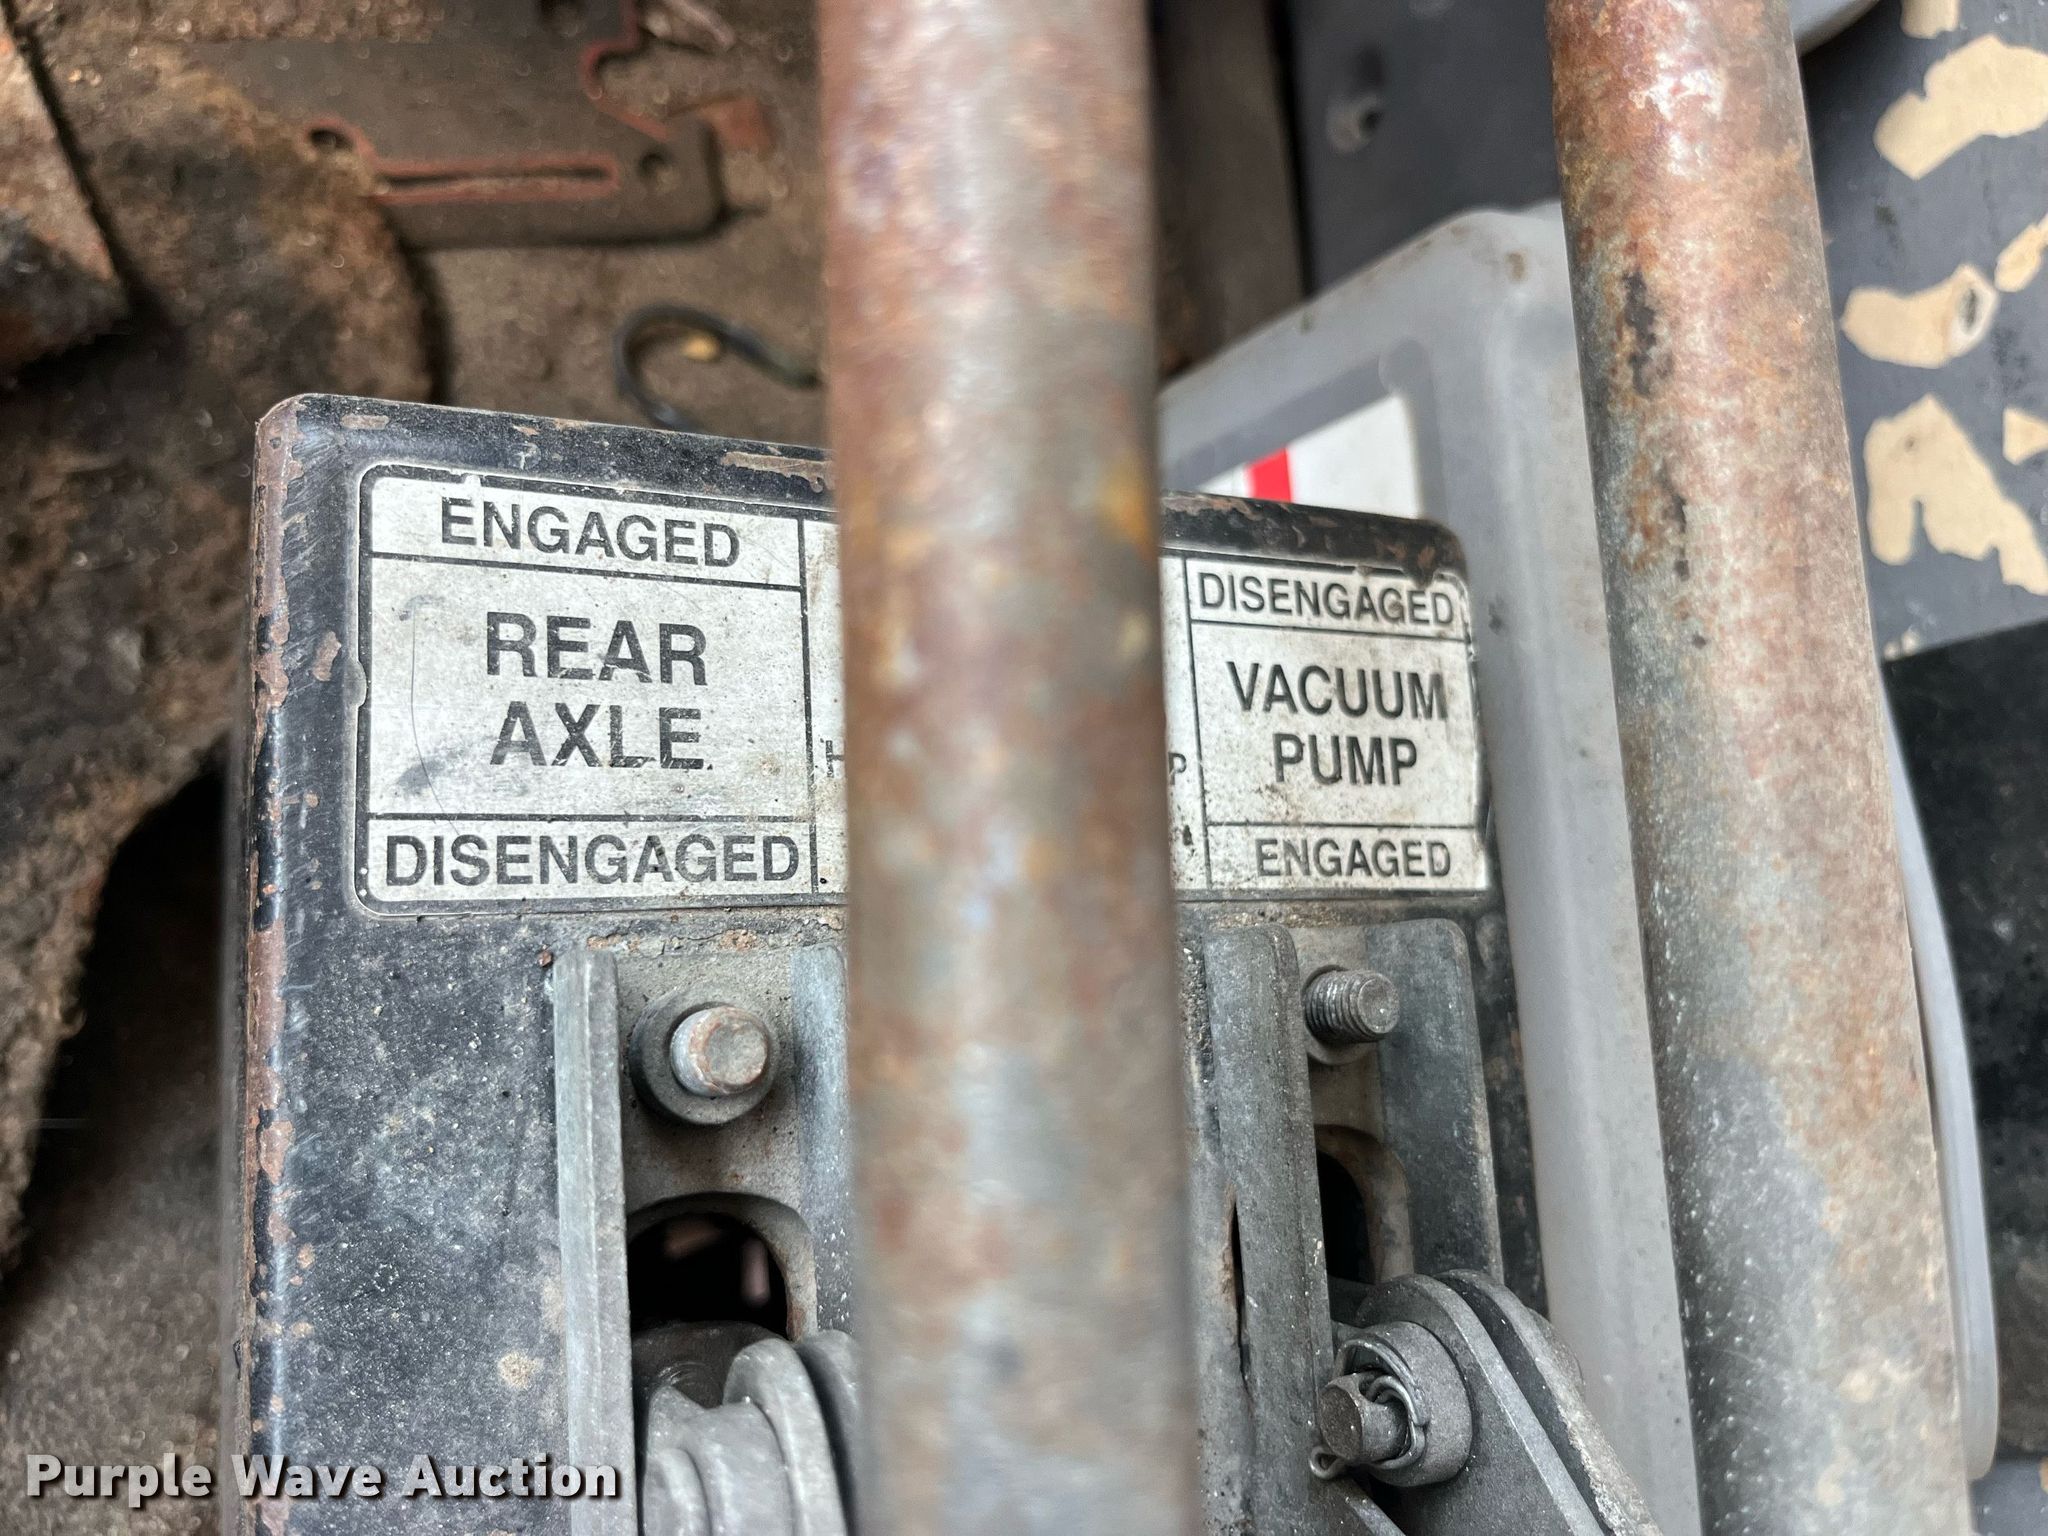 ENGAGED
REAR
AXLE
DISENGAGED
DISENGAGED
VACUUM
PUMP
ENGAGED
Purple Wave Auction